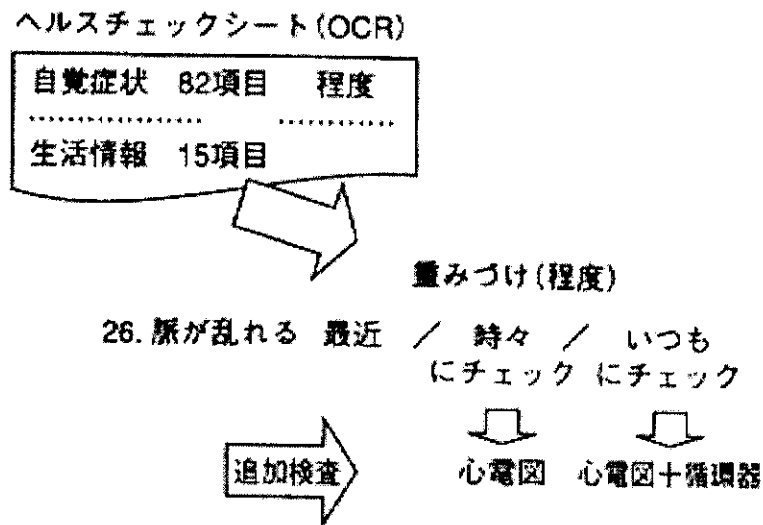 ヘルスチェックシート(OCR)
自覚症状 82項目 程度
生活情報 15項目
重みづけ(程度)
26. 脈が乱れる 最近 / 時々 / いつも
にチェック にチェック
追加検査 心電図 心電図+循環器